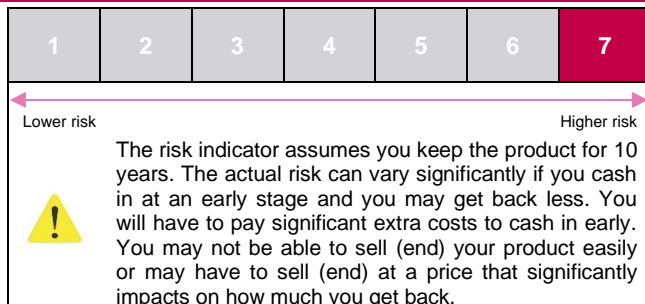 1 2 3 4 5 6 7
Lower risk Higher risk
The risk indicator assumes you keep the product for 10
years. The actual risk can vary significantly if you cash
in at an early stage and you may get back less. You
will have to pay significant extra costs to cash in early.
You may not be able to sell (end) your product easily
or may have to sell (end) at a price that significantly
impacts on how much you get back.